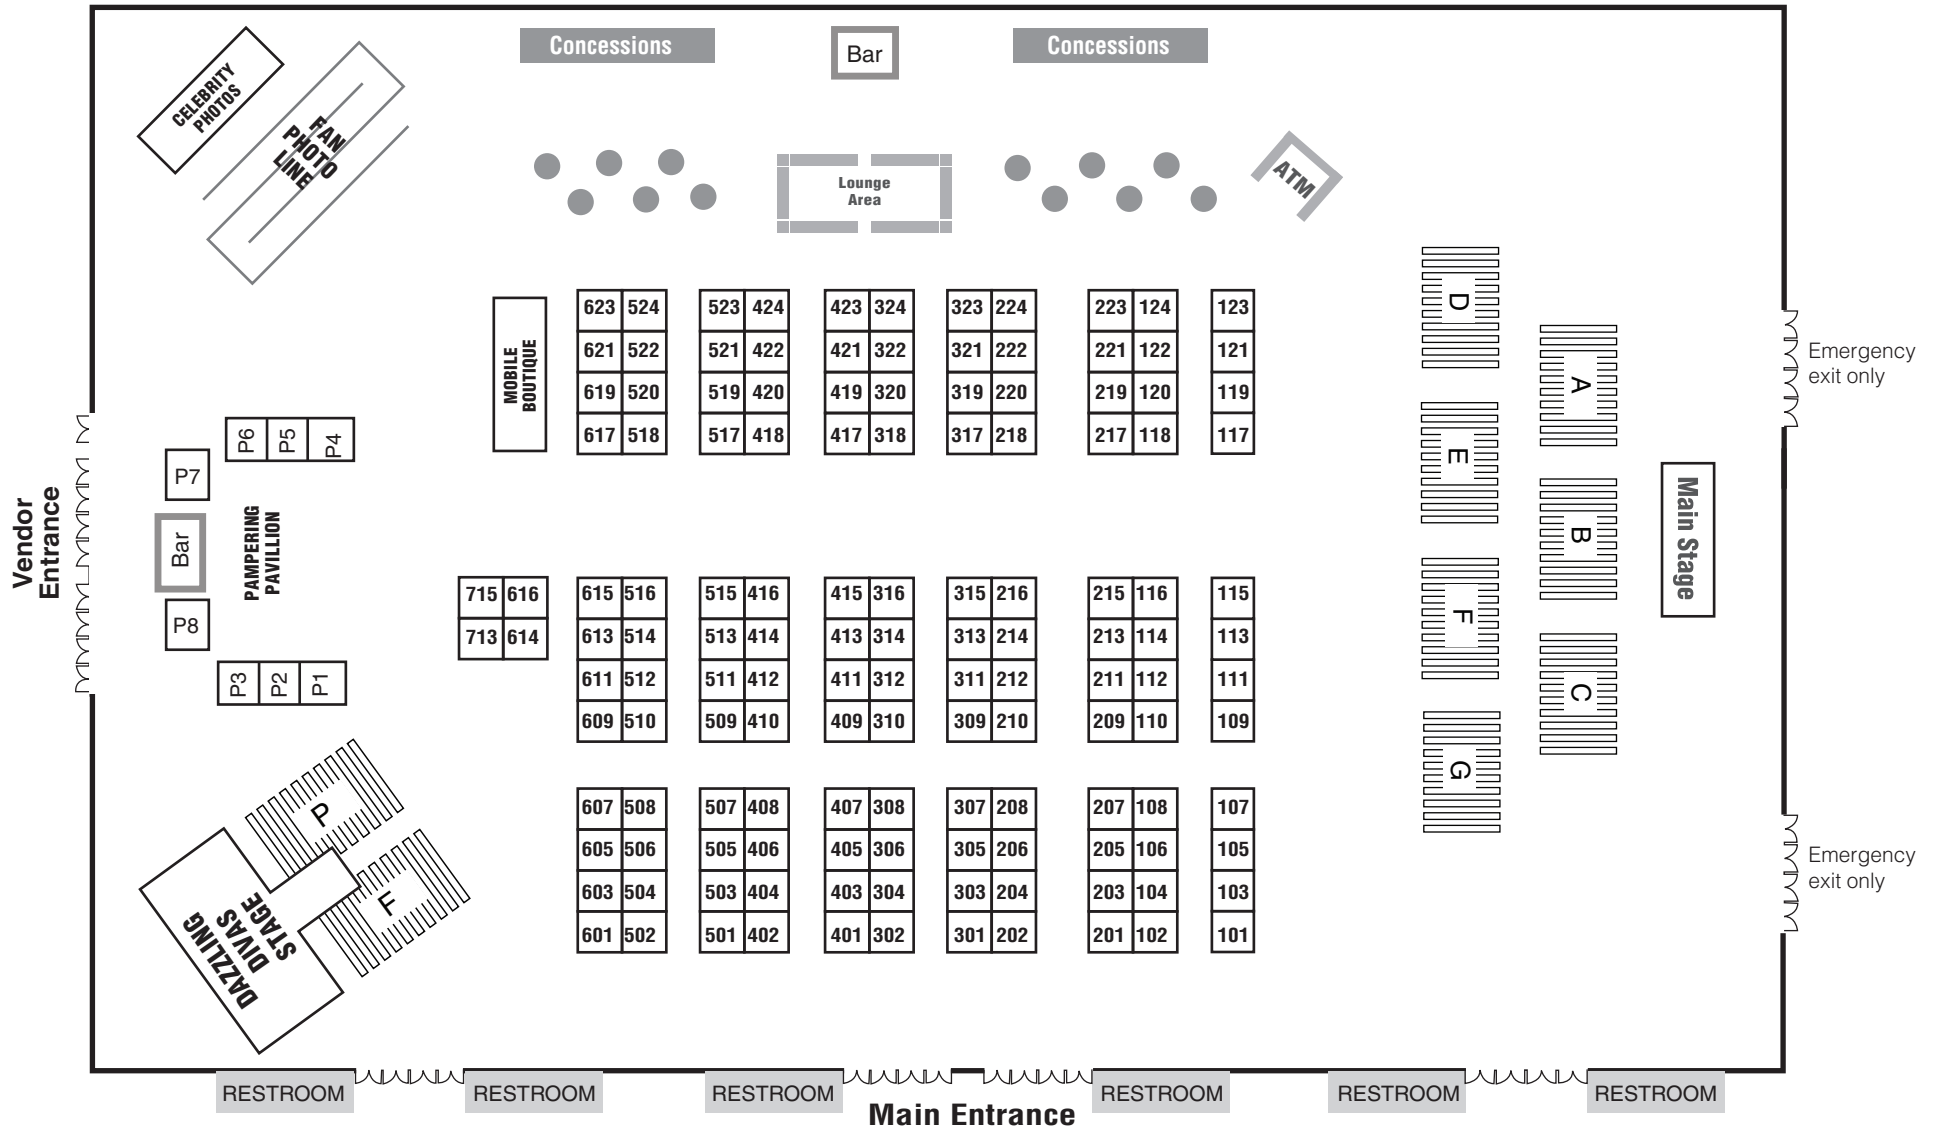 Concessions
Bar
Concessions
CELEBRITY
PHOTOS
FAN
PHOTO
LINE
Lounge
Area
ATM
MOBILE
BOUTIQUE
623 524 523 424 423 324 323 224 223 124 123
621 522 521 422 421 322 321 222 221 122 121
619 520 519 420 419 320 319 220 219 120 119
617 518 517 418 417 318 317 218 217 118 117
D
A
E
B
F
C
G
Main Stage
Emergency
exit only
Emergency
exit only
Vendor
Entrance
P6 P5 P4
P7
Bar
P8
PAMPERING
PAVILLION
P3 P2 P1
715 616
713 614
615 516 515 416 415 316 315 216 215 116 115
613 514 513 414 413 314 313 214 213 114 113
611 512 511 412 411 312 311 212 211 112 111
609 510 509 410 409 310 309 210 209 110 109
607 508 507 408 407 308 307 208 207 108 107
605 506 505 406 405 306 305 206 205 106 105
603 504 503 404 403 304 303 204 203 104 103
601 502 501 402 401 302 301 202 201 102 101
P
F
DAZZLING
DIVAS
STAGE
RESTROOM RESTROOM RESTROOM RESTROOM RESTROOM RESTROOM
Main Entrance